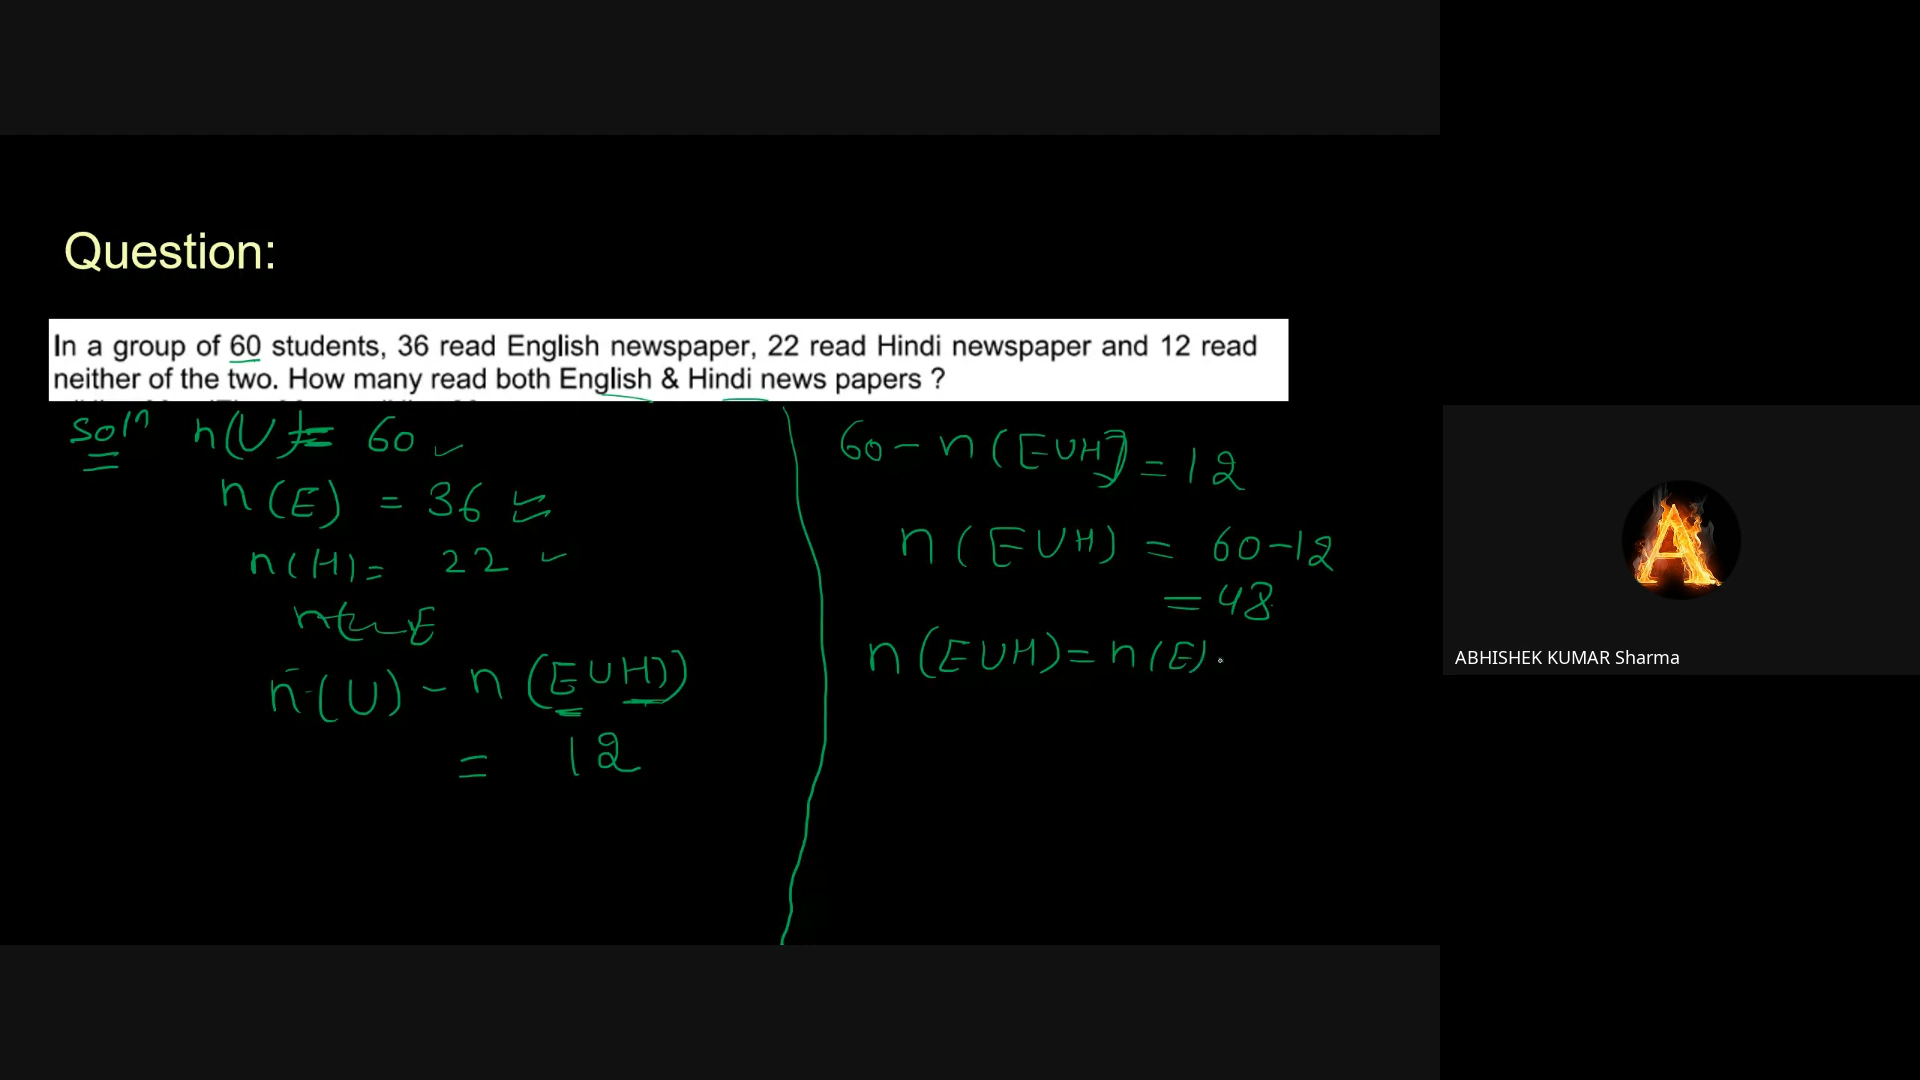 Question:
In a group of 60 students, 36 read English newspaper, 22 read Hindi newspaper and 12 read
neither of the two. How many read both English & Hindi news papers ?
Soln n(U) = 60
n(E) = 36
n(H) = 22
n(U) - n(E∪H))
= 12
60 - n(E∪H) = 12
n(E∪H) = 60-12
= 48
n(E∪H) = n(E).
ABHISHEK KUMAR Sharma